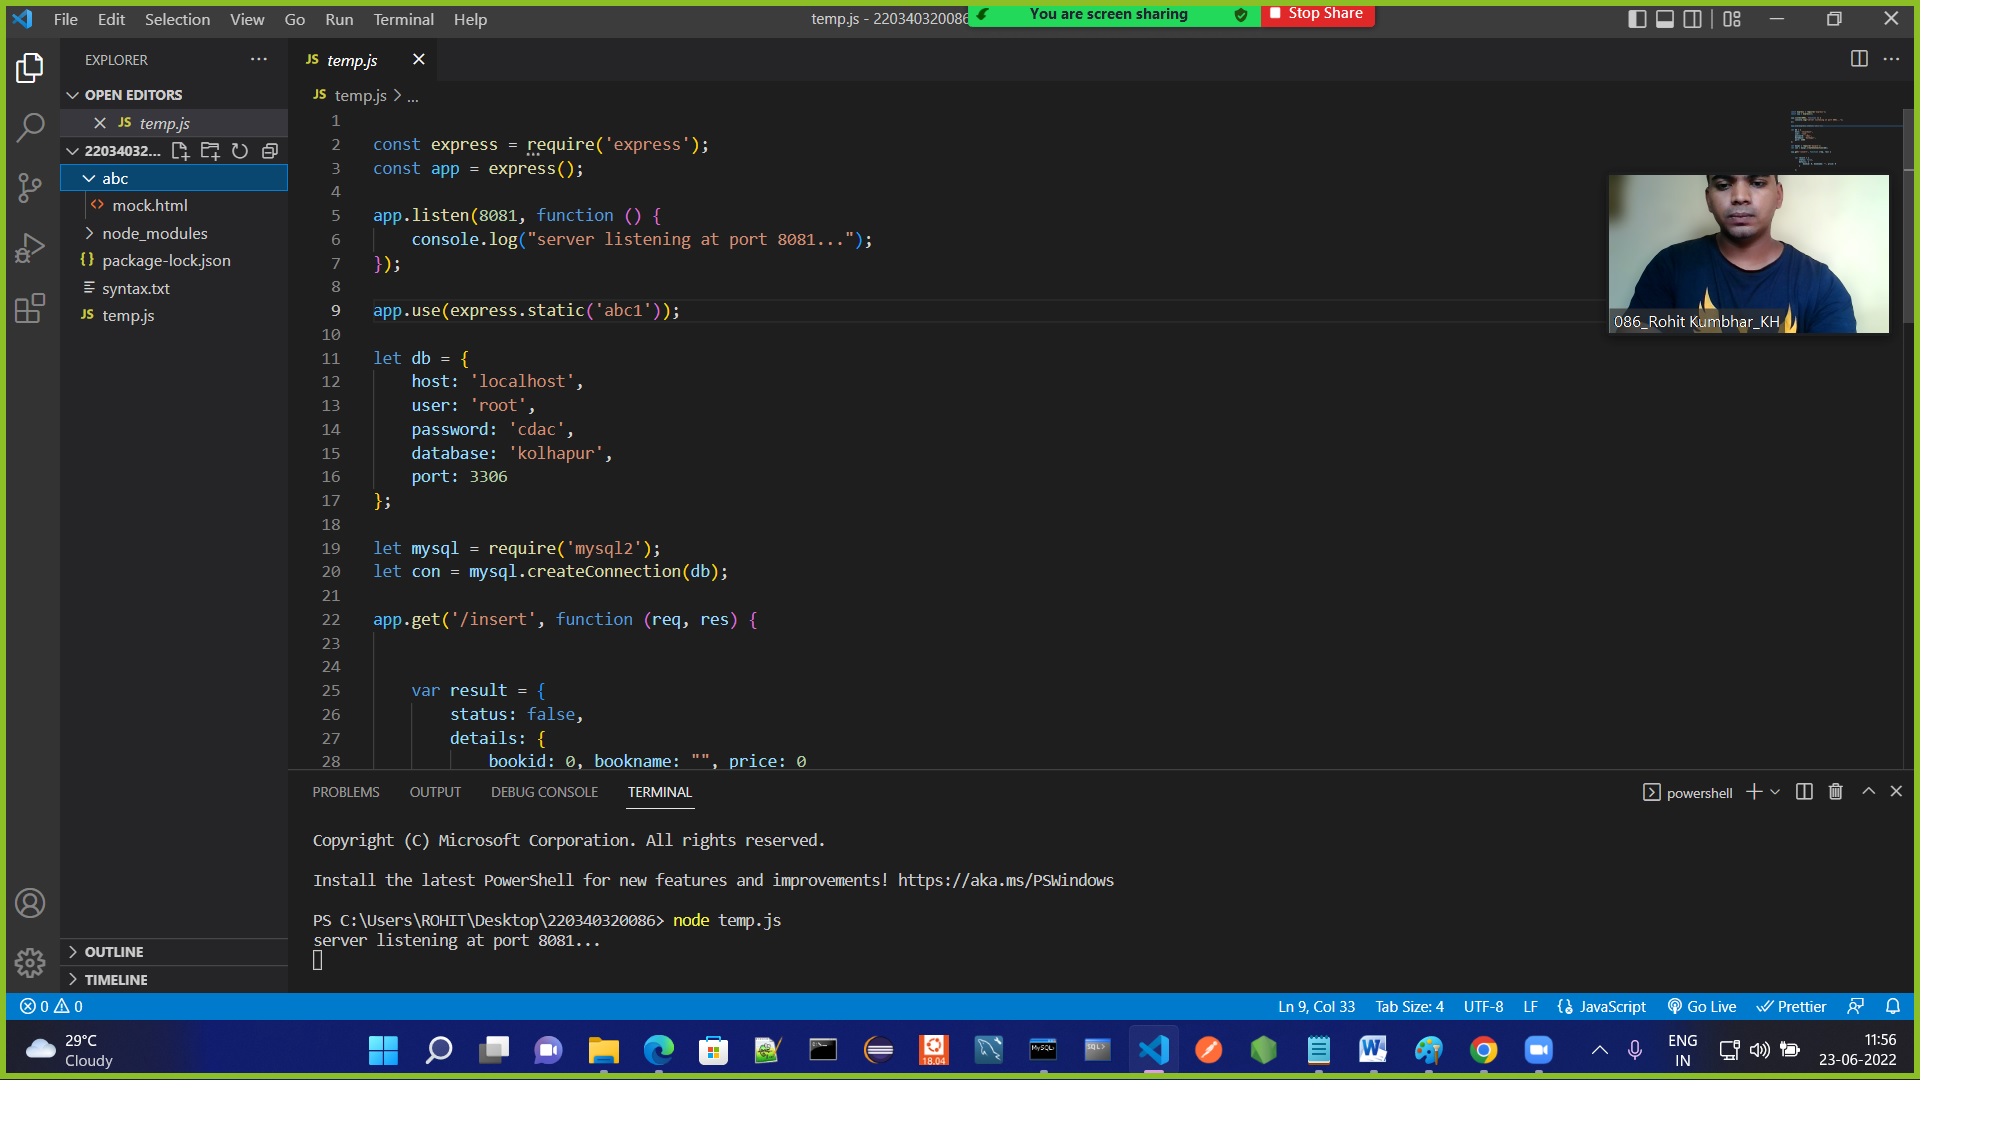 File Edit Selection View Go Run Terminal Help
temp.js - 220340320086
You are screen sharing
Stop Share
EXPLORER
OPEN EDITORS
JS temp.js
22034032...
abc
mock.html
node_modules
package-lock.json
syntax.txt
JS temp.js
OUTLINE
TIMELINE
JS temp.js
JS temp.js > ...
1
2 const express = require('express');
3 const app = express();
4
5 app.listen(8081, function () {
6 console.log("server listening at port 8081...");
7 });
8
9 app.use(express.static('abc1'));
10
11 let db = {
12 host: 'localhost',
13 user: 'root',
14 password: 'cdac',
15 database: 'kolhapur',
16 port: 3306
17 };
18
19 let mysql = require('mysql2');
20 let con = mysql.createConnection(db);
21
22 app.get('/insert', function (req, res) {
23
24
25 var result = {
26 status: false,
27 details: {
28 bookid: 0, bookname: "", price: 0
086_Rohit Kumbhar_KH
PROBLEMS OUTPUT DEBUG CONSOLE TERMINAL
powershell
Copyright (C) Microsoft Corporation. All rights reserved.
Install the latest PowerShell for new features and improvements! https://aka.ms/PSWindows
PS C:\Users\ROHIT\Desktop\220340320086> node temp.js
server listening at port 8081...
0 0
Ln 9, Col 33 Tab Size: 4 UTF-8 LF JavaScript Go Live Prettier
29°C
Cloudy
18.04
MySQL>
SQL>
ENG
IN
11:56
23-06-2022